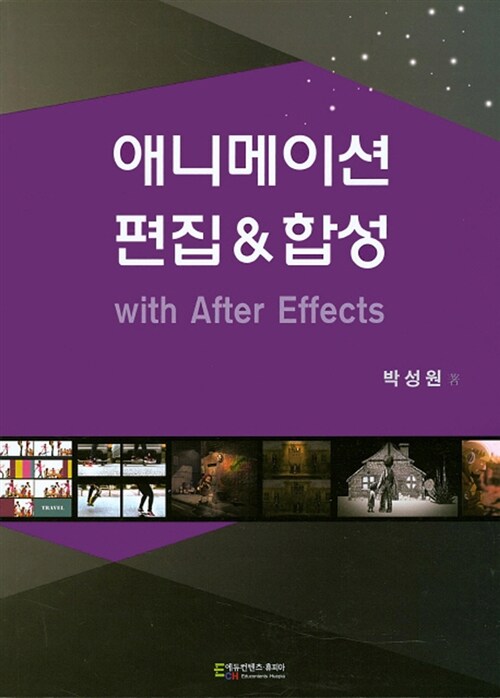 애니메이션
편집 & 합성
with After Effects
박성원 著
TRAVEL
에듀컨텐츠·휴피아
ECH Educontents Huepia